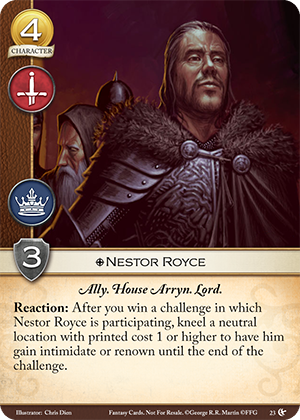 4
CHARACTER
3
NESTOR ROYCE
Ally. House Arryn. Lord.
Reaction: After you win a challenge in which
Nestor Royce is participating, kneel a neutral
location with printed cost 1 or higher to have him
gain intimidate or renown until the end of the
challenge.
Illustrator: Chris Dien Fantasy Cards. Not For Resale. ©George R.R. Martin ©FFG 23